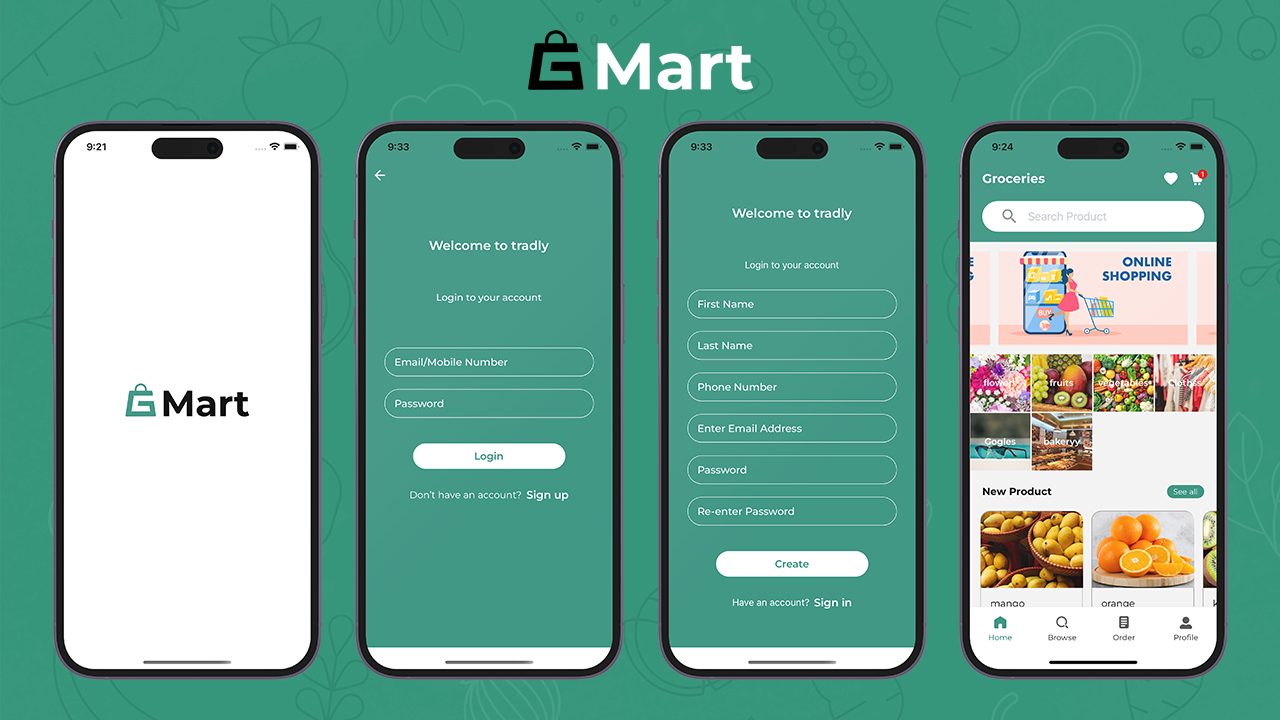 G Mart
9:21
G Mart
9:33
Welcome to tradly
Login to your account
Email/Mobile Number
Password
Login
Don't have an account? Sign up
9:33
Welcome to tradly
Login to your account
First Name
Last Name
Phone Number
Enter Email Address
Password
Re-enter Password
Create
Have an account? Sign in
9:24
Groceries
1
Search Product
ONLINE
SHOPPING
BUY
flowers fruits vegetables
Gogles bakeryy
New Product
See all
mango
orange
Home
Browse
Order
Profile